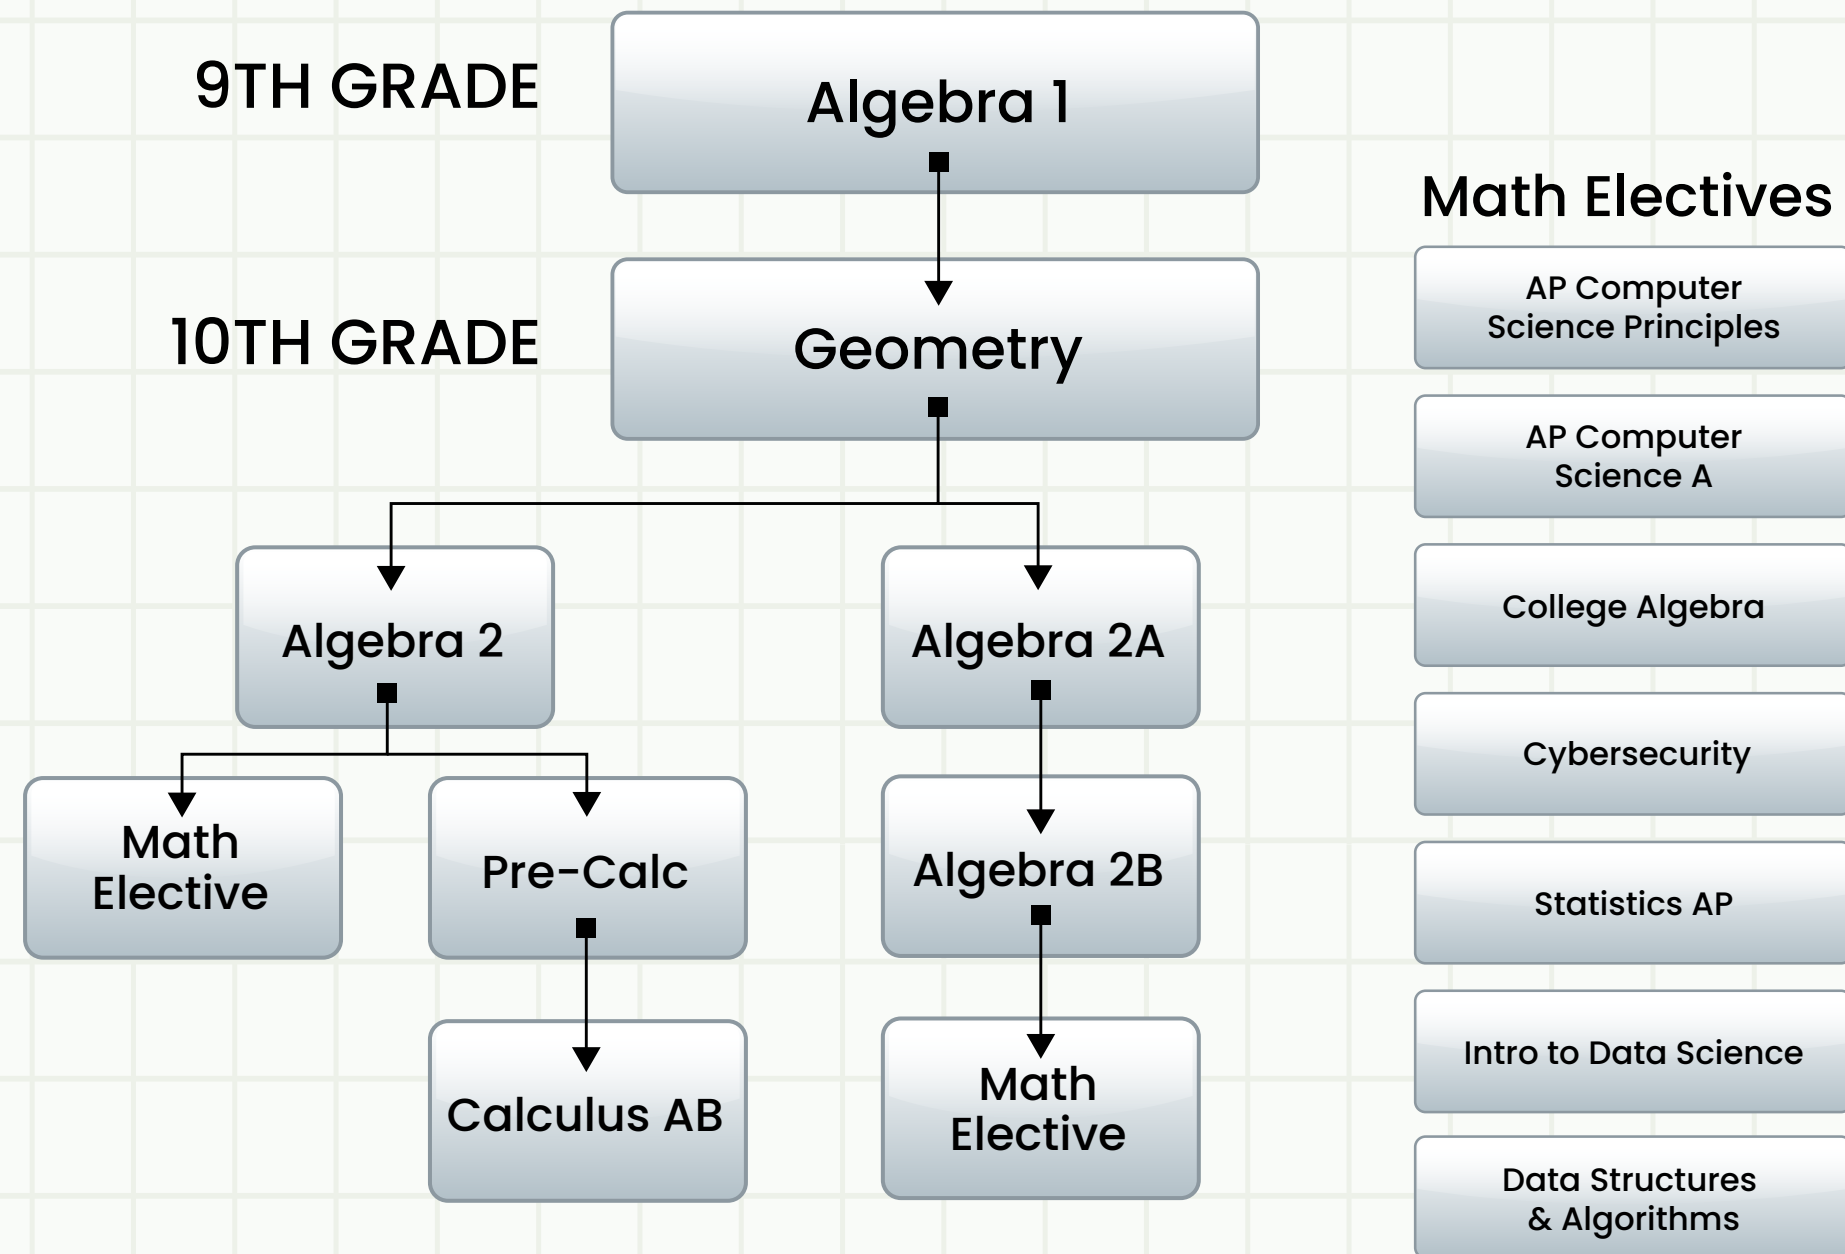 9TH GRADE
Algebra 1
10TH GRADE
Geometry
Algebra 2
Algebra 2A
Math
Elective
Pre-Calc
Algebra 2B
Calculus AB
Math
Elective
Math Electives
AP Computer
Science Principles
AP Computer
Science A
College Algebra
Cybersecurity
Statistics AP
Intro to Data Science
Data Structures
& Algorithms